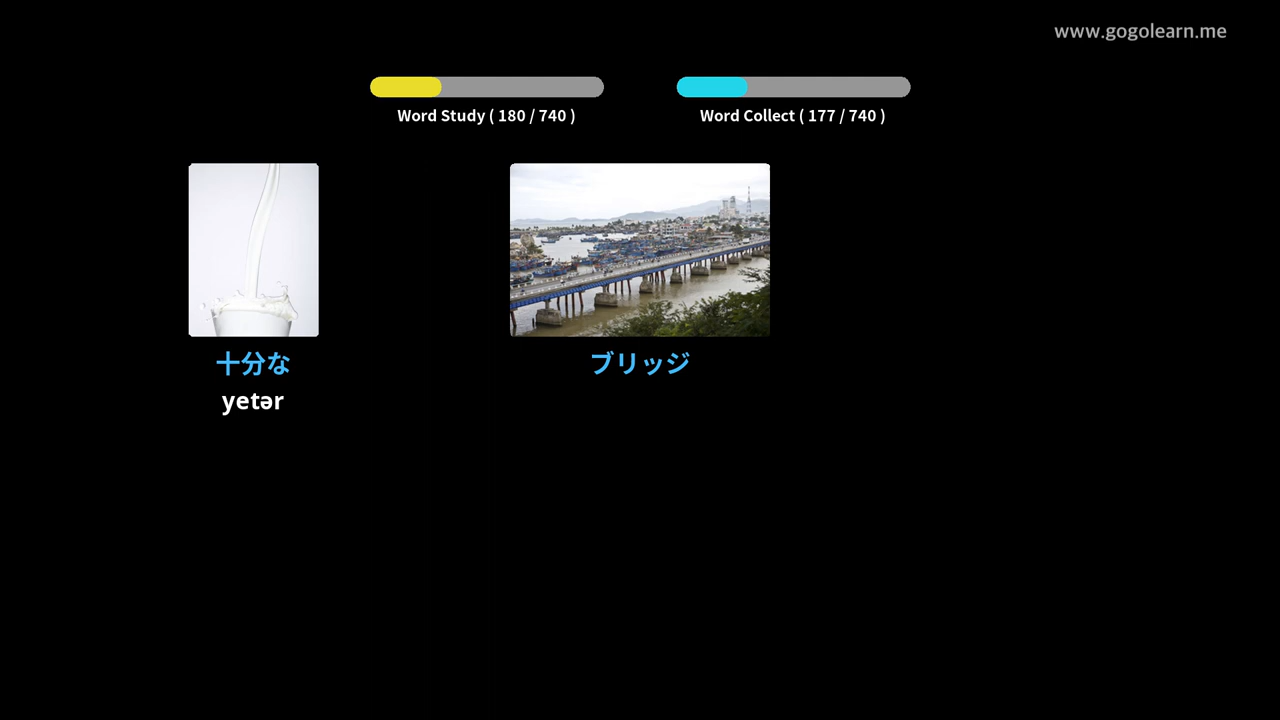 www.gogolearn.me
Word Study ( 180 / 740 )
Word Collect ( 177 / 740 )
十分な
yetər
ブリッジ